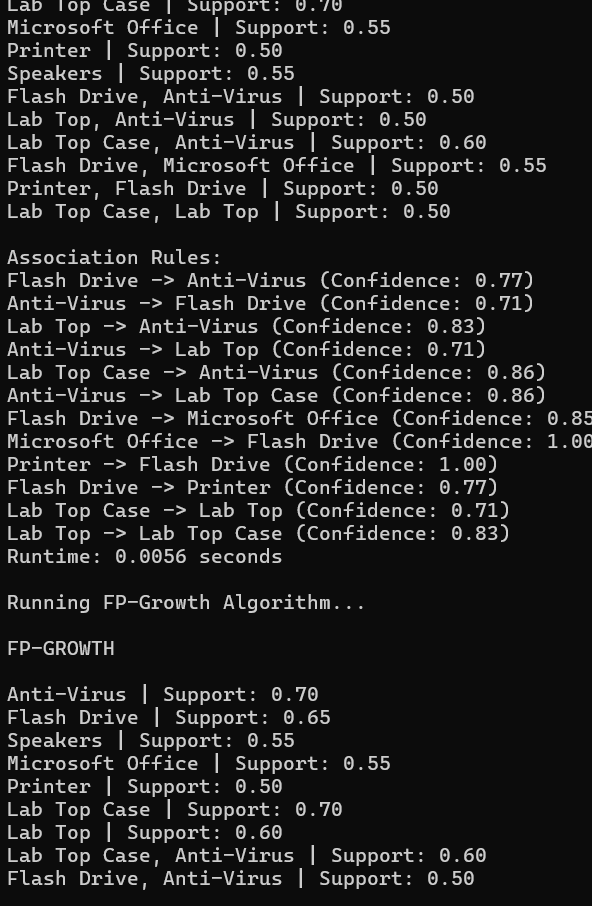 Lab Top Case | Support: 0.70
Microsoft Office | Support: 0.55
Printer | Support: 0.50
Speakers | Support: 0.55
Flash Drive, Anti-Virus | Support: 0.50
Lab Top, Anti-Virus | Support: 0.50
Lab Top Case, Anti-Virus | Support: 0.60
Flash Drive, Microsoft Office | Support: 0.55
Printer, Flash Drive | Support: 0.50
Lab Top Case, Lab Top | Support: 0.50
Association Rules:
Flash Drive -> Anti-Virus (Confidence: 0.77)
Anti-Virus -> Flash Drive (Confidence: 0.71)
Lab Top -> Anti-Virus (Confidence: 0.83)
Anti-Virus -> Lab Top (Confidence: 0.71)
Lab Top Case -> Anti-Virus (Confidence: 0.86)
Anti-Virus -> Lab Top Case (Confidence: 0.86)
Flash Drive -> Microsoft Office (Confidence: 0.85
Microsoft Office -> Flash Drive (Confidence: 1.00
Printer -> Flash Drive (Confidence: 1.00)
Flash Drive -> Printer (Confidence: 0.77)
Lab Top Case -> Lab Top (Confidence: 0.71)
Lab Top -> Lab Top Case (Confidence: 0.83)
Runtime: 0.0056 seconds
Running FP-Growth Algorithm...
FP-GROWTH
Anti-Virus | Support: 0.70
Flash Drive | Support: 0.65
Speakers | Support: 0.55
Microsoft Office | Support: 0.55
Printer | Support: 0.50
Lab Top Case | Support: 0.70
Lab Top | Support: 0.60
Lab Top Case, Anti-Virus | Support: 0.60
Flash Drive, Anti-Virus | Support: 0.50